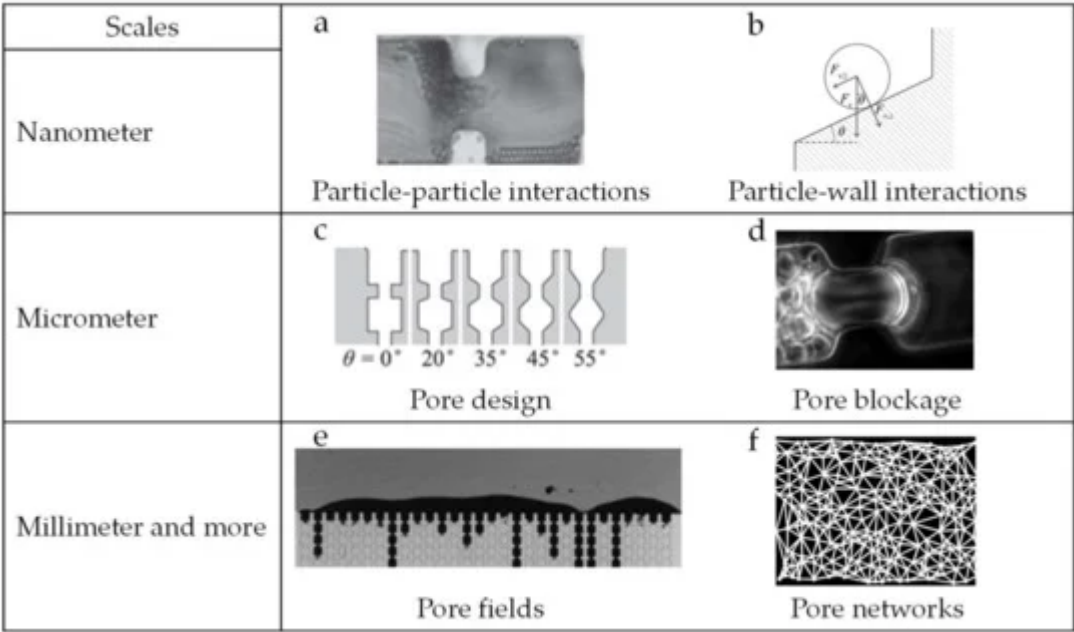 Scales
a
b
Nanometer
F
F
F
θ
θ
Particle-particle interactions
Particle-wall interactions
c
d
Micrometer
θ = 0° 20° 35° 45° 55°
Pore design
Pore blockage
e
f
Millimeter and more
Pore fields
Pore networks